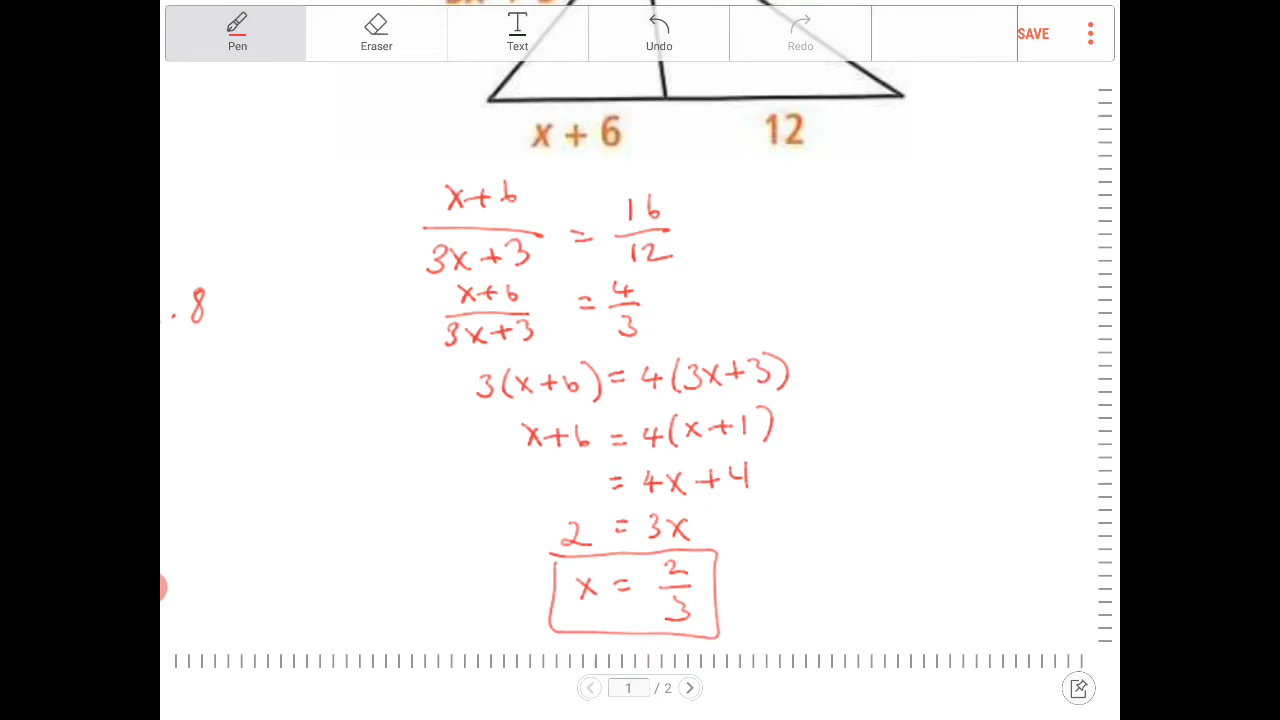 Pen
Eraser
Text
Undo
Redo
SAVE
x + 6
12
x+6
3x+3
=
16
12
x+6
3x+3
=
4
3
. 8
3(x+6) = 4(3x+3)
x+6 = 4(x+1)
= 4x+4
2 = 3x
x = 2
3
1 / 2